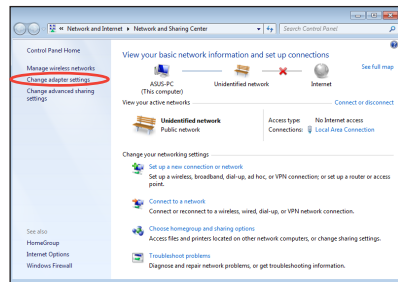 « Network and Internet ▸ Network and Sharing Center
Search Control Panel
Control Panel Home
Manage wireless networks
Change adapter settings
Change advanced sharing
settings
View your basic network information and set up connections
See full map
ASUS-PC
(This computer)
Unidentified network
Internet
View your active networks
Connect or disconnect
Unidentified network
Public network
Access type: No Internet access
Connections: Local Area Connection
Change your networking settings
Set up a new connection or network
Set up a wireless, broadband, dial-up, ad hoc, or VPN connection; or set up a router or access
point.
Connect to a network
Connect or reconnect to a wireless, wired, dial-up, or VPN network connection.
Choose homegroup and sharing options
Access files and printers located on other network computers, or change sharing settings.
Troubleshoot problems
Diagnose and repair network problems, or get troubleshooting information.
See also
HomeGroup
Internet Options
Windows Firewall